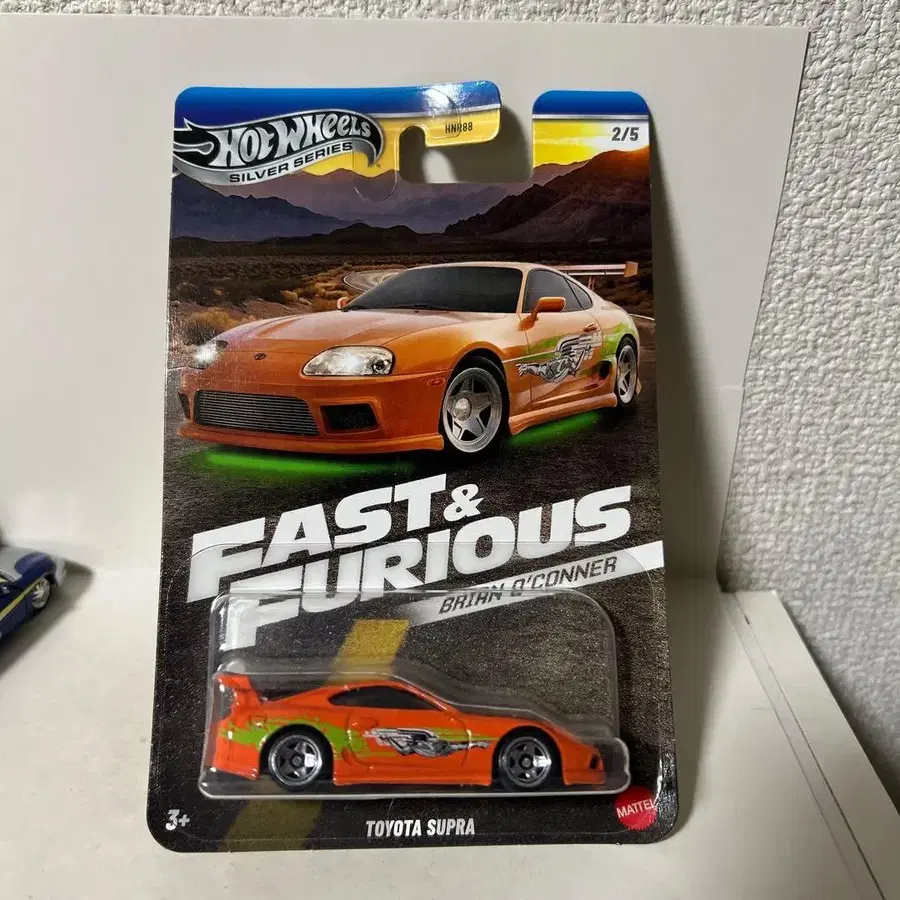 HOT WHEELS
SILVER SERIES
HNR88
2/5
FAST &
FURIOUS
BRIAN O'CONNER
3+
TOYOTA SUPRA
MATTEL